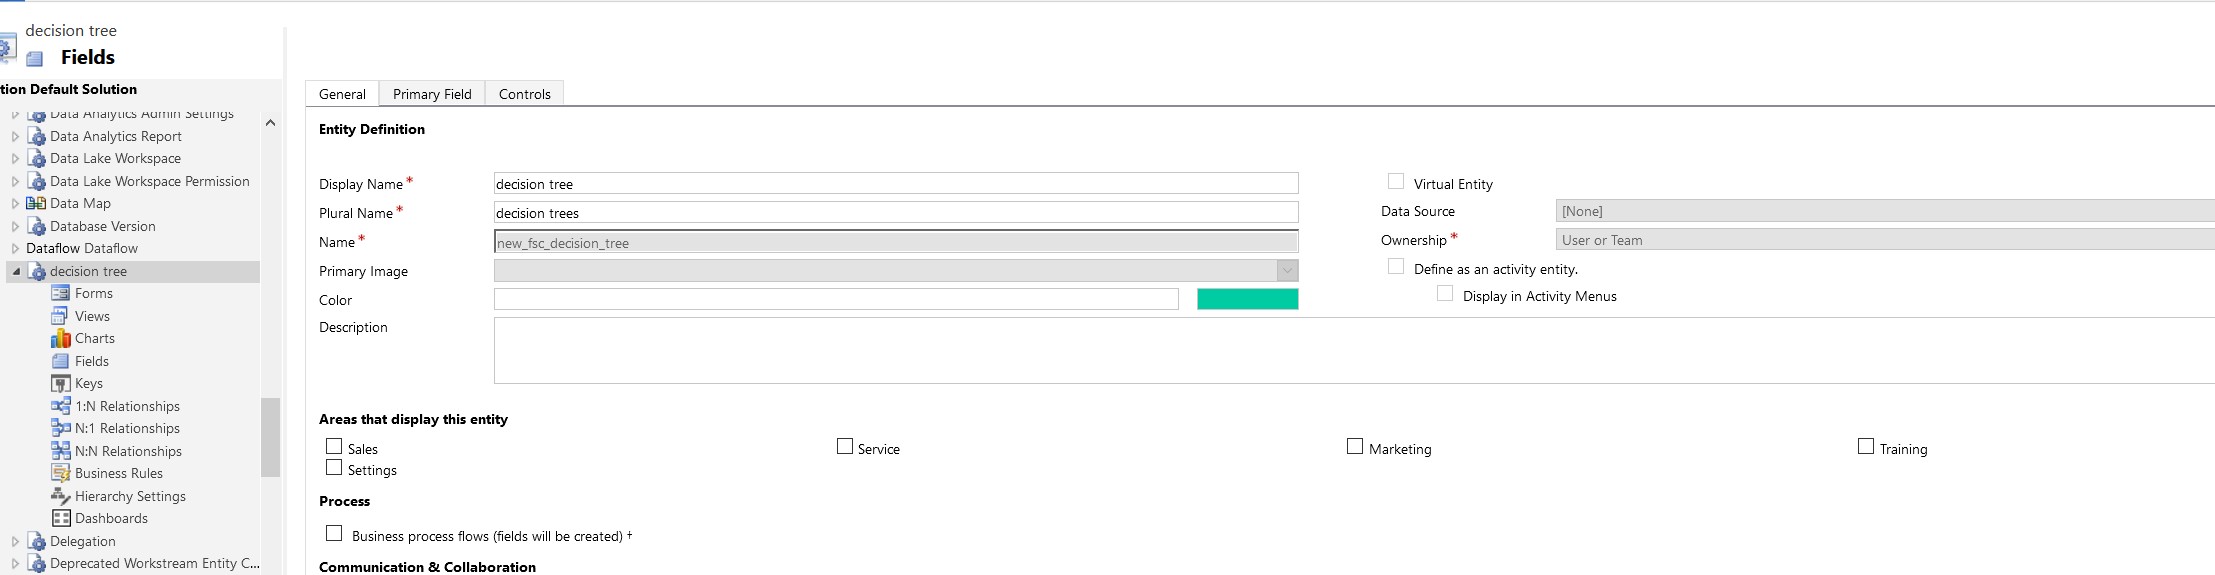 decision tree
Fields
tion Default Solution
Data Analytics Admin Settings
Data Analytics Report
Data Lake Workspace
Data Lake Workspace Permission
Data Map
Database Version
Dataflow Dataflow
decision tree
Forms
Views
Charts
Fields
Keys
1:N Relationships
N:1 Relationships
N:N Relationships
Business Rules
Hierarchy Settings
Dashboards
Delegation
Deprecated Workstream Entity C...
General Primary Field Controls
Entity Definition
Display Name * decision tree
Plural Name * decision trees
Name * new_fsc_decision_tree
Primary Image
Color
Description
Virtual Entity
Data Source [None]
Ownership * User or Team
Define as an activity entity.
Display in Activity Menus
Areas that display this entity
Sales Service Marketing Training
Settings
Process
Business process flows (fields will be created) †
Communication & Collaboration